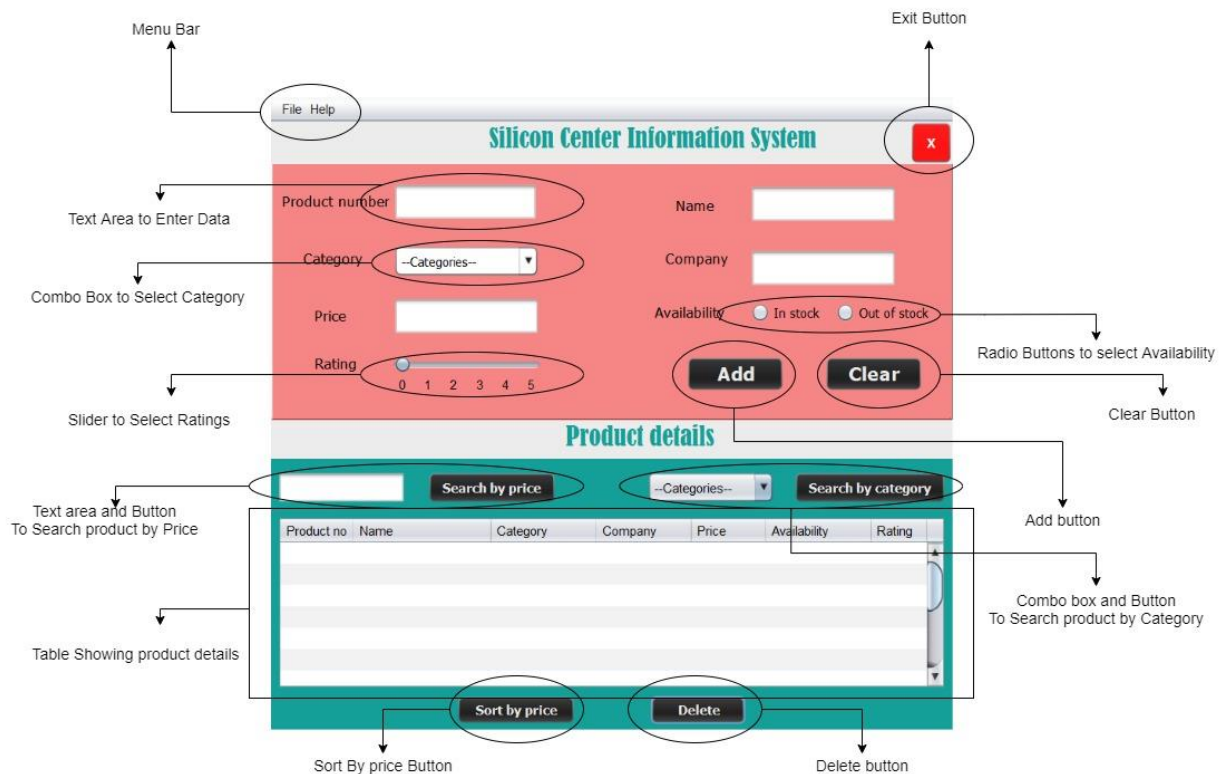 Menu Bar
Exit Button
File Help
Silicon Center Information System
x
Product number
Name
Text Area to Enter Data
Category
--Categories--
Company
Combo Box to Select Category
Price
Availability
In stock
Out of stock
Radio Buttons to select Availability
Rating
0 1 2 3 4 5
Add
Clear
Slider to Select Ratings
Clear Button
Product details
Search by price
--Categories--
Search by category
Text area and Button
To Search product by Price
Add button
Product no Name Category Company Price Availability Rating
Combo box and Button
To Search product by Category
Table Showing product details
Sort by price
Delete
Sort By price Button
Delete button